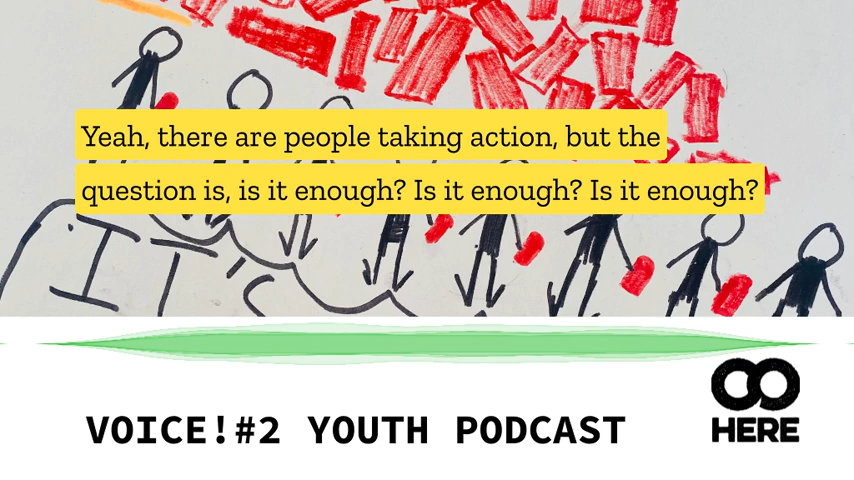 Yeah, there are people taking action, but the
question is, is it enough? Is it enough? Is it enough?
IT'S
VOICE!#2 YOUTH PODCAST
HERE